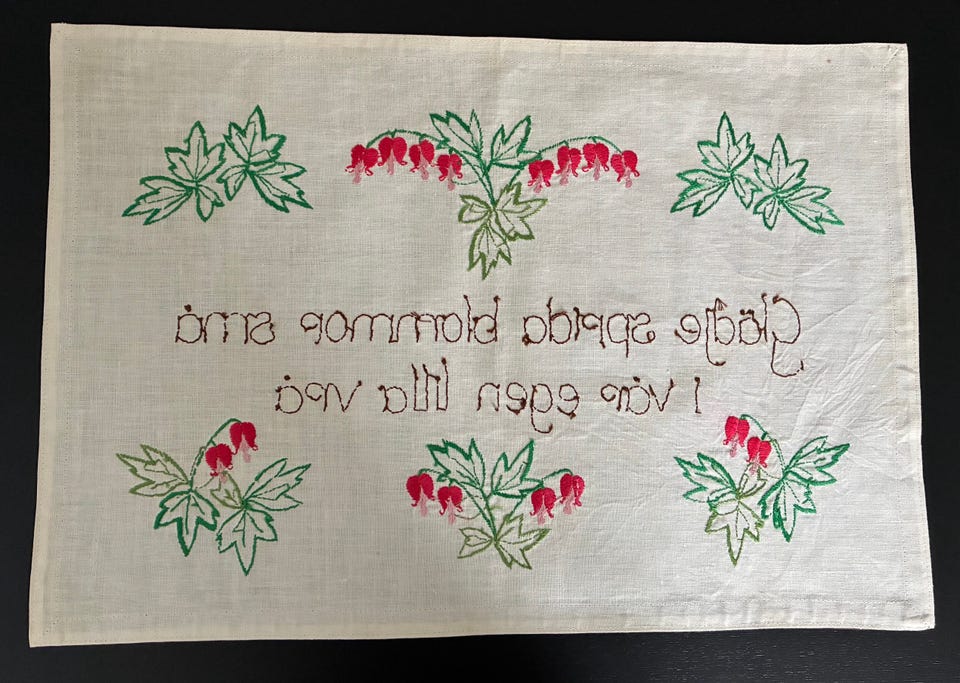 Glädje sprida blommor små
i vår egen lilla vrå